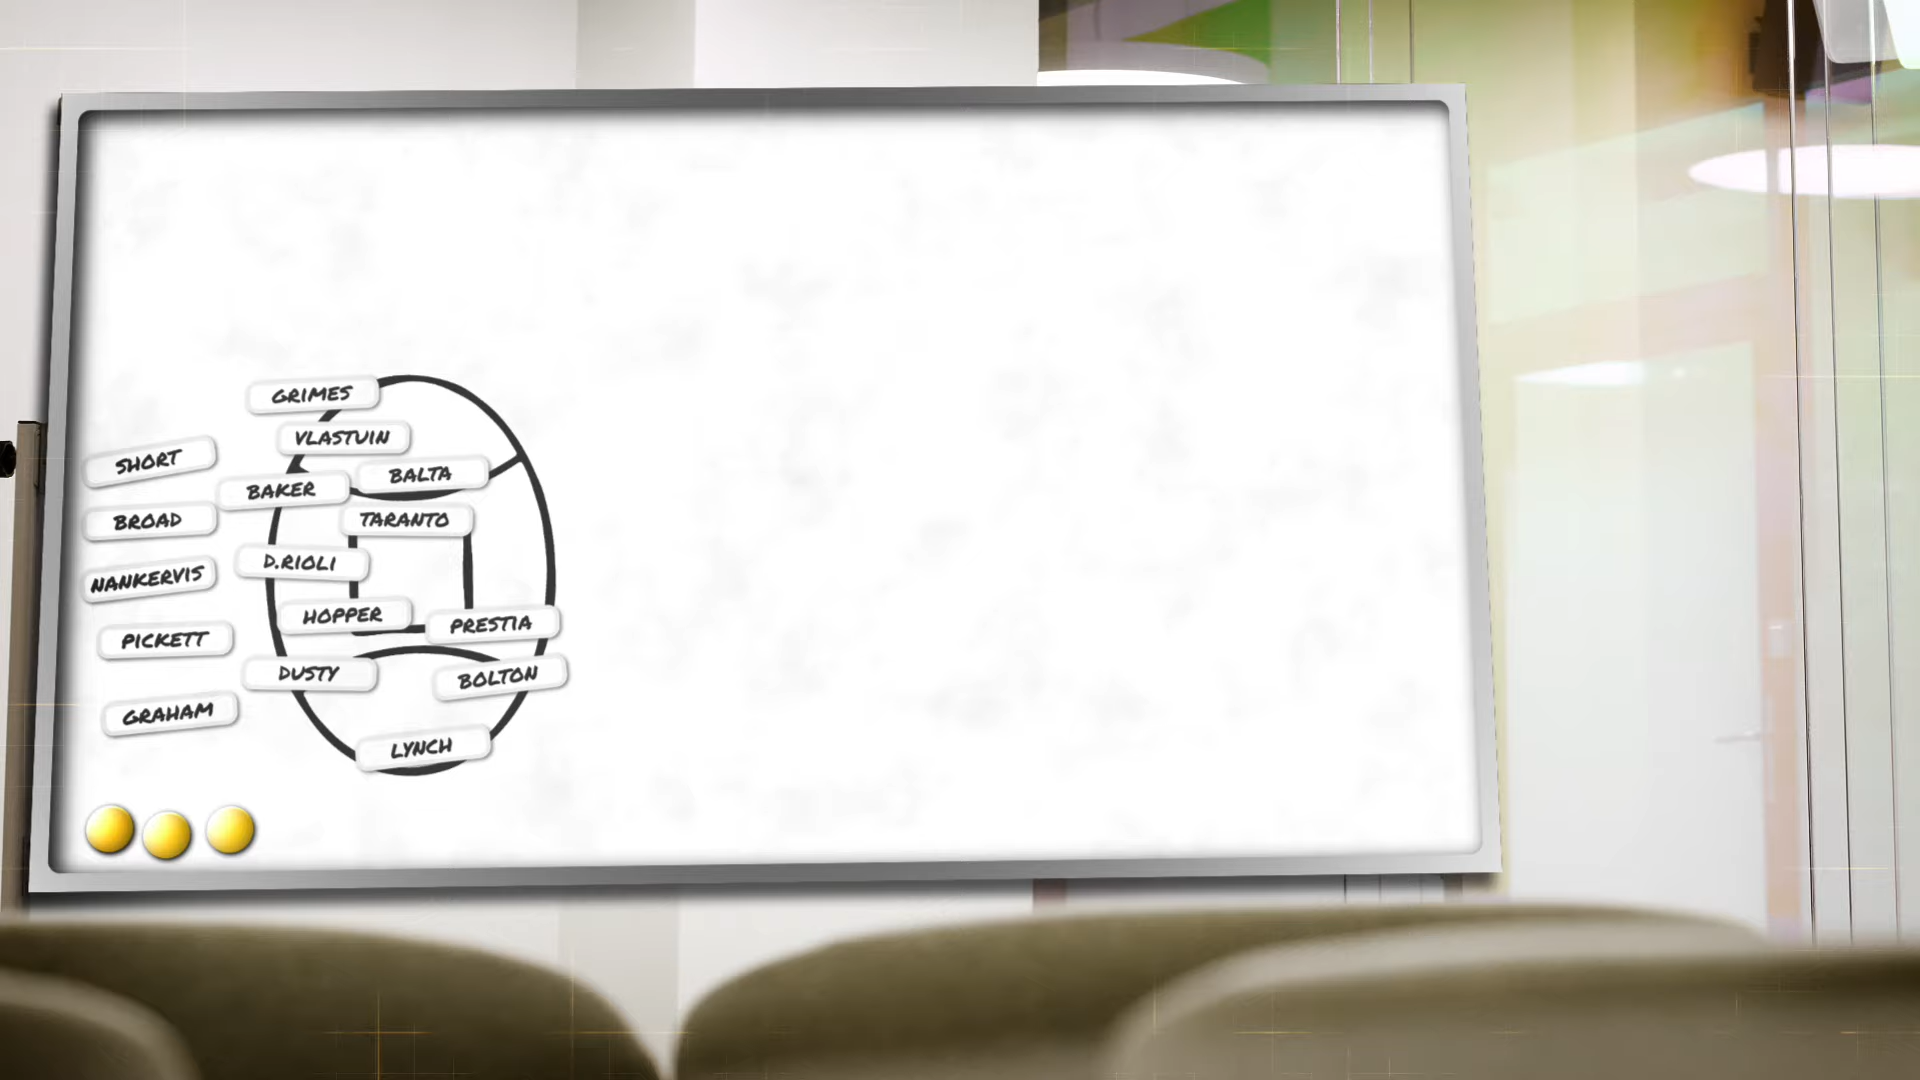 GRIMES
VLASTUIN
SHORT
BALTA
BAKER
BROAD
TARANTO
D.RIOLI
NANKERVIS
HOPPER
PRESTIA
PICKETT
DUSTY
BOLTON
GRAHAM
LYNCH